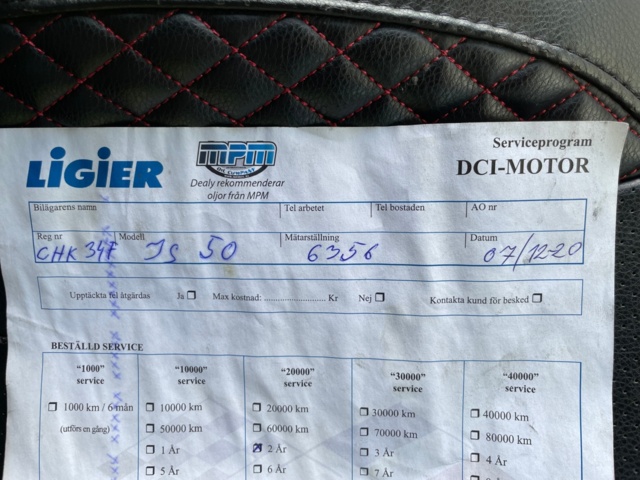 LIGIER
MPM
OIL COMPANY
Dealy rekommenderar
oljor från MPM
Serviceprogram
DCI-MOTOR
Bilägarens namn Tel arbetet Tel bostaden AO nr
Reg nr Modell Mätarställning Datum
CHK 34F JS 50 6356 07/12-20
Upptäckta fel åtgärdas Ja ☐ Max kostnad: ............................ Kr Nej ☐ Kontakta kund för besked ☐
BESTÄLLD SERVICE
"1000" service "10000" service "20000" service "30000" service "40000" service
☐ 1000 km / 6 mån ☐ 10000 km ☐ 20000 km ☐ 30000 km ☐ 40000 km
(utförs en gång) ☐ 50000 km ☐ 60000 km ☐ 70000 km ☐ 80000 km
☐ 1 År ☒ 2 År ☐ 3 År ☐ 4 År
☐ 5 År ☐ 6 År ☐ 7 År